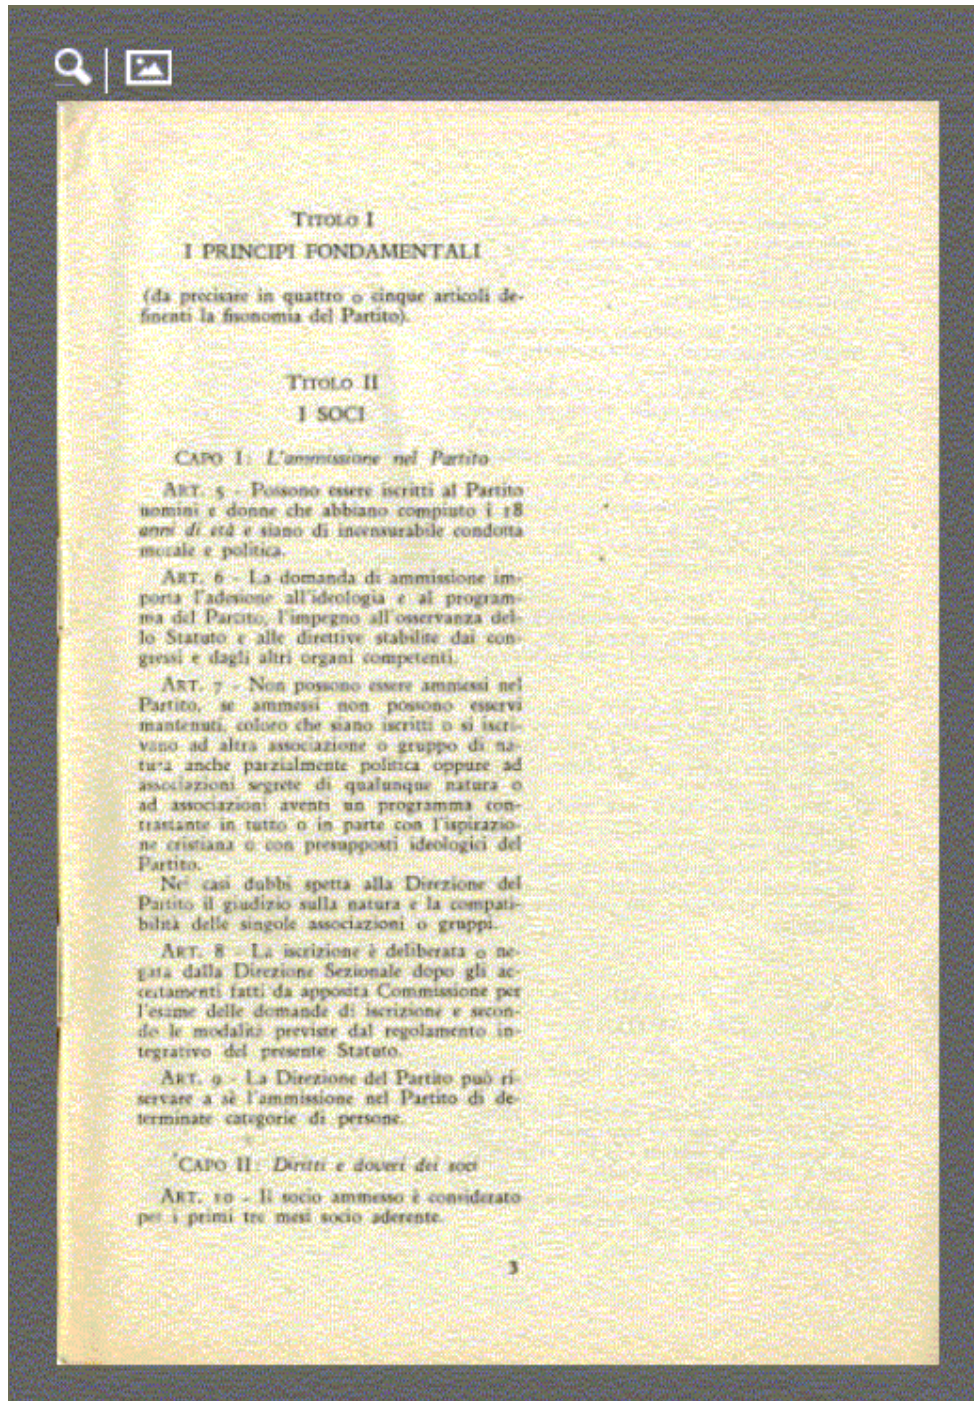 TITOLO I
I PRINCIPI FONDAMENTALI
(da precisare in quattro o cinque articoli de-
finenti la fisonomia del Partito).
TITOLO II
I SOCI
CAPO I: L'ammissione nel Partito
ART. 5 - Possono essere iscritti al Partito
uomini e donne che abbiano compiuto i 18
anni di età e siano di incensurabile condotta
morale e politica.
ART. 6 - La domanda di ammissione im-
porta l'adesione all'ideologia e al program-
ma del Partito, l'impegno all'osservanza del-
lo Statuto e alle direttive stabilite dai con-
gressi e dagli altri organi competenti.
ART. 7 - Non possono essere ammessi nel
Partito, se ammessi non possono esservi
mantenuti, coloro che siano iscritti o si iscri-
vano ad altra associazione o gruppo di na-
tura anche parzialmente politica oppure ad
associazioni segrete di qualunque natura o
ad associazioni aventi un programma con-
trastante in tutto o in parte con l'ispirazio-
ne cristiana o con presupposti ideologici del
Partito.
Nei casi dubbi spetta alla Direzione del
Partito il giudizio sulla natura e la compati-
bilità delle singole associazioni o gruppi.
ART. 8 - La iscrizione è deliberata o ne-
gata dalla Direzione Sezionale dopo gli ac-
certamenti fatti da apposita Commissione per
l'esame delle domande di iscrizione e secon-
do le modalità previste dal regolamento in-
tegrativo del presente Statuto.
ART. 9 - La Direzione del Partito può ri-
servare a sè l'ammissione nel Partito di de-
terminate categorie di persone.
CAPO II: Diritti e doveri dei soci
ART. 10 - Il socio ammesso è considerato
per i primi tre mesi socio aderente.
3